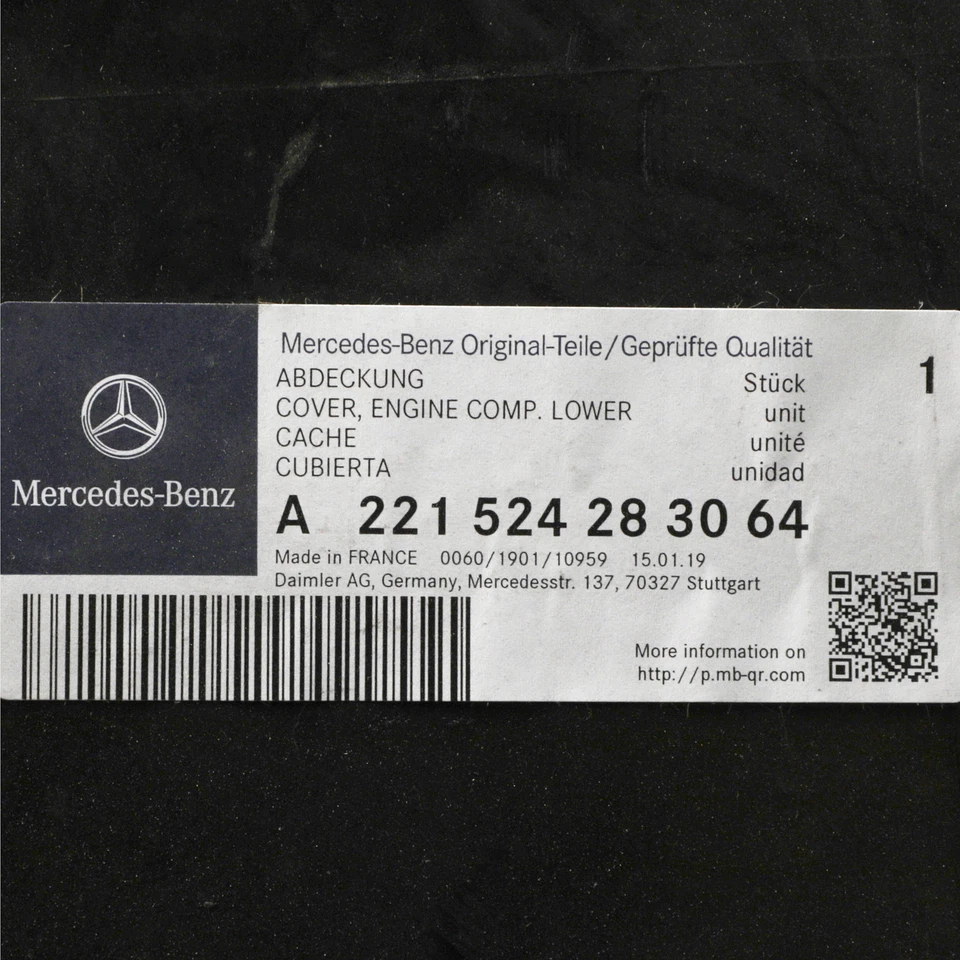 Mercedes-Benz
Mercedes-Benz Original-Teile/Geprüfte Qualität
ABDECKUNG Stück 1
COVER, ENGINE COMP. LOWER unit
CACHE unité
CUBIERTA unidad
A 221 524 28 30 64
Made in FRANCE 0060/1901/10959 15.01.19
Daimler AG, Germany, Mercedesstr. 137, 70327 Stuttgart
More information on
http://p.mb-qr.com